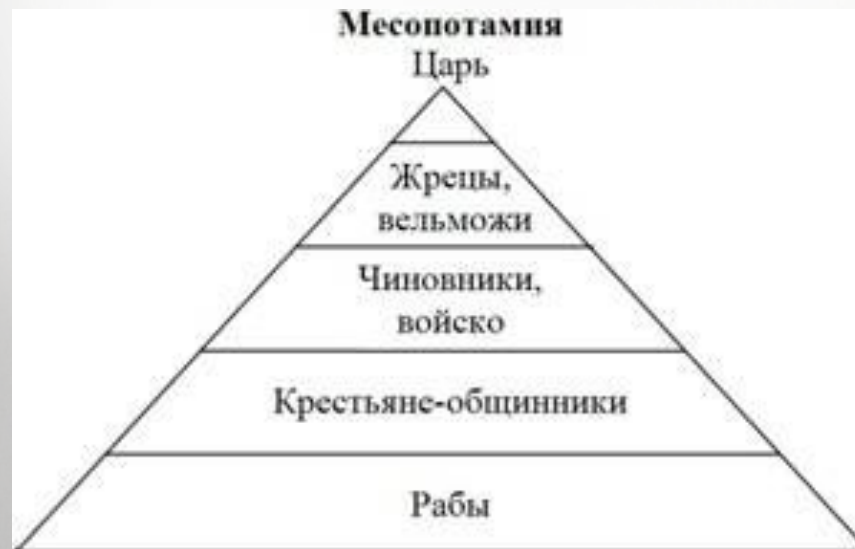 Месопотамия
Царь
Жрецы,
вельможи
Чиновники,
войско
Крестьяне-общинники
Рабы